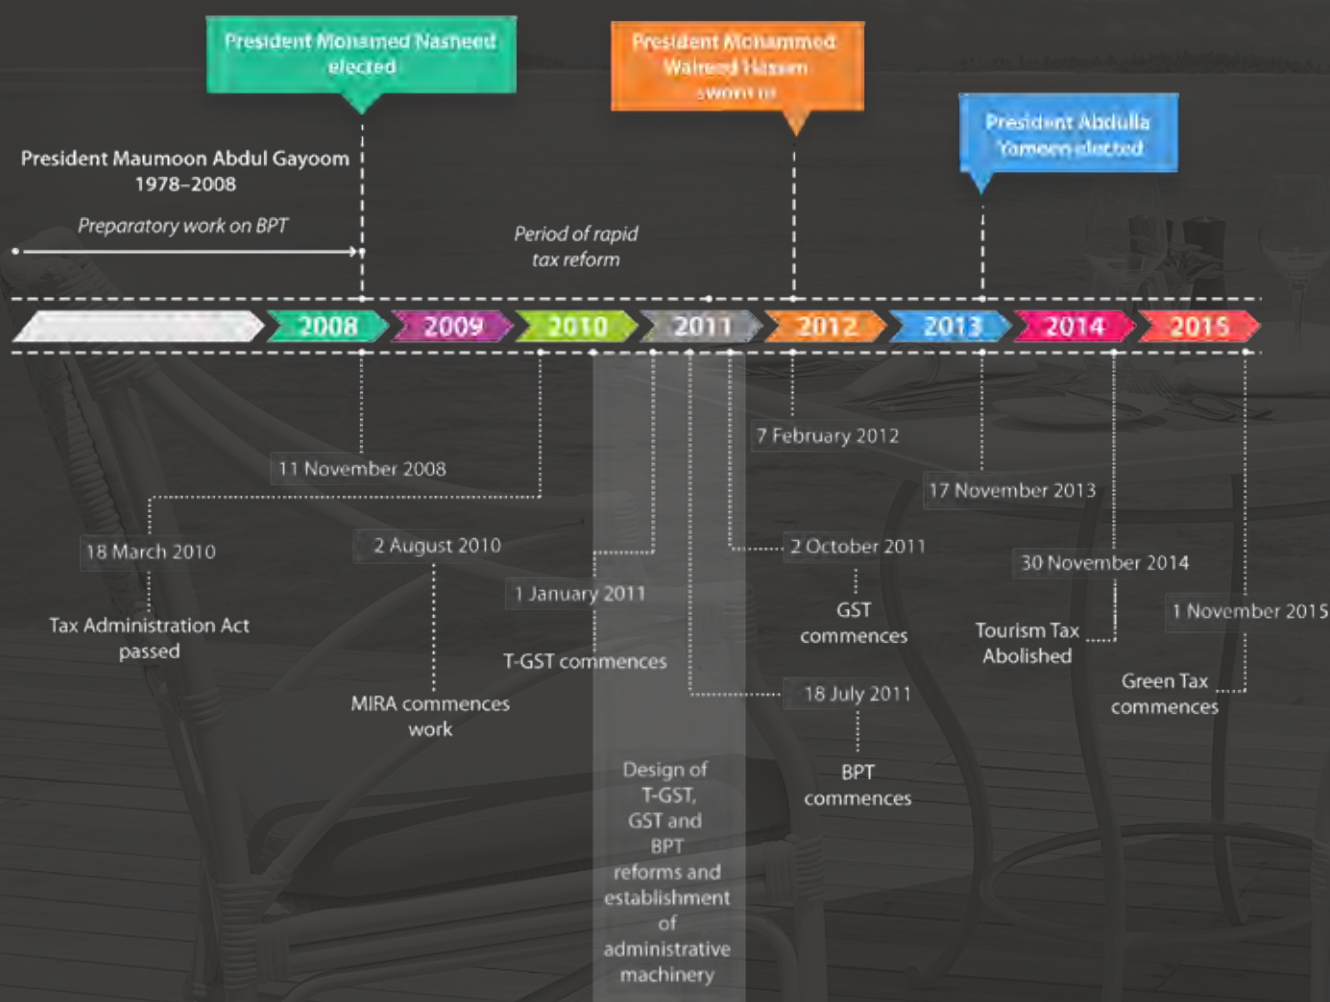 President Mohamed Nasheed
elected
President Mohammed
Waheed Hassan
sworn in
President Abdulla
Yameen elected
President Maumoon Abdul Gayoom
1978–2008
Preparatory work on BPT
Period of rapid
tax reform
2008
2009
2010
2011
2012
2013
2014
2015
7 February 2012
11 November 2008
17 November 2013
18 March 2010
Tax Administration Act
passed
2 August 2010
MIRA commences
work
1 January 2011
T-GST commences
2 October 2011
GST
commences
30 November 2014
Tourism Tax
Abolished
1 November 2015
Green Tax
commences
18 July 2011
BPT
commences
Design of
T-GST,
GST and
BPT
reforms and
establishment
of
administrative
machinery